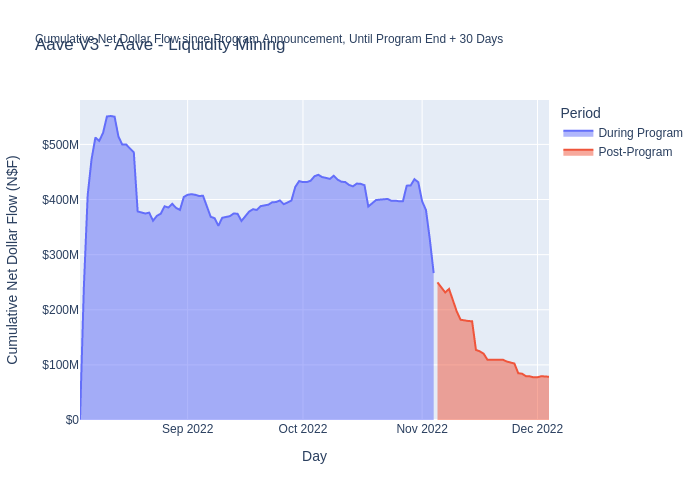 Cumulative Net Dollar Flow since Program Announcement, Until Program End + 30 Days
Aave V3 - Aave - Liquidity Mining
Period
During Program
Post-Program
Cumulative Net Dollar Flow (N$F)
$500M
$400M
$300M
$200M
$100M
$0
Sep 2022
Oct 2022
Nov 2022
Dec 2022
Day